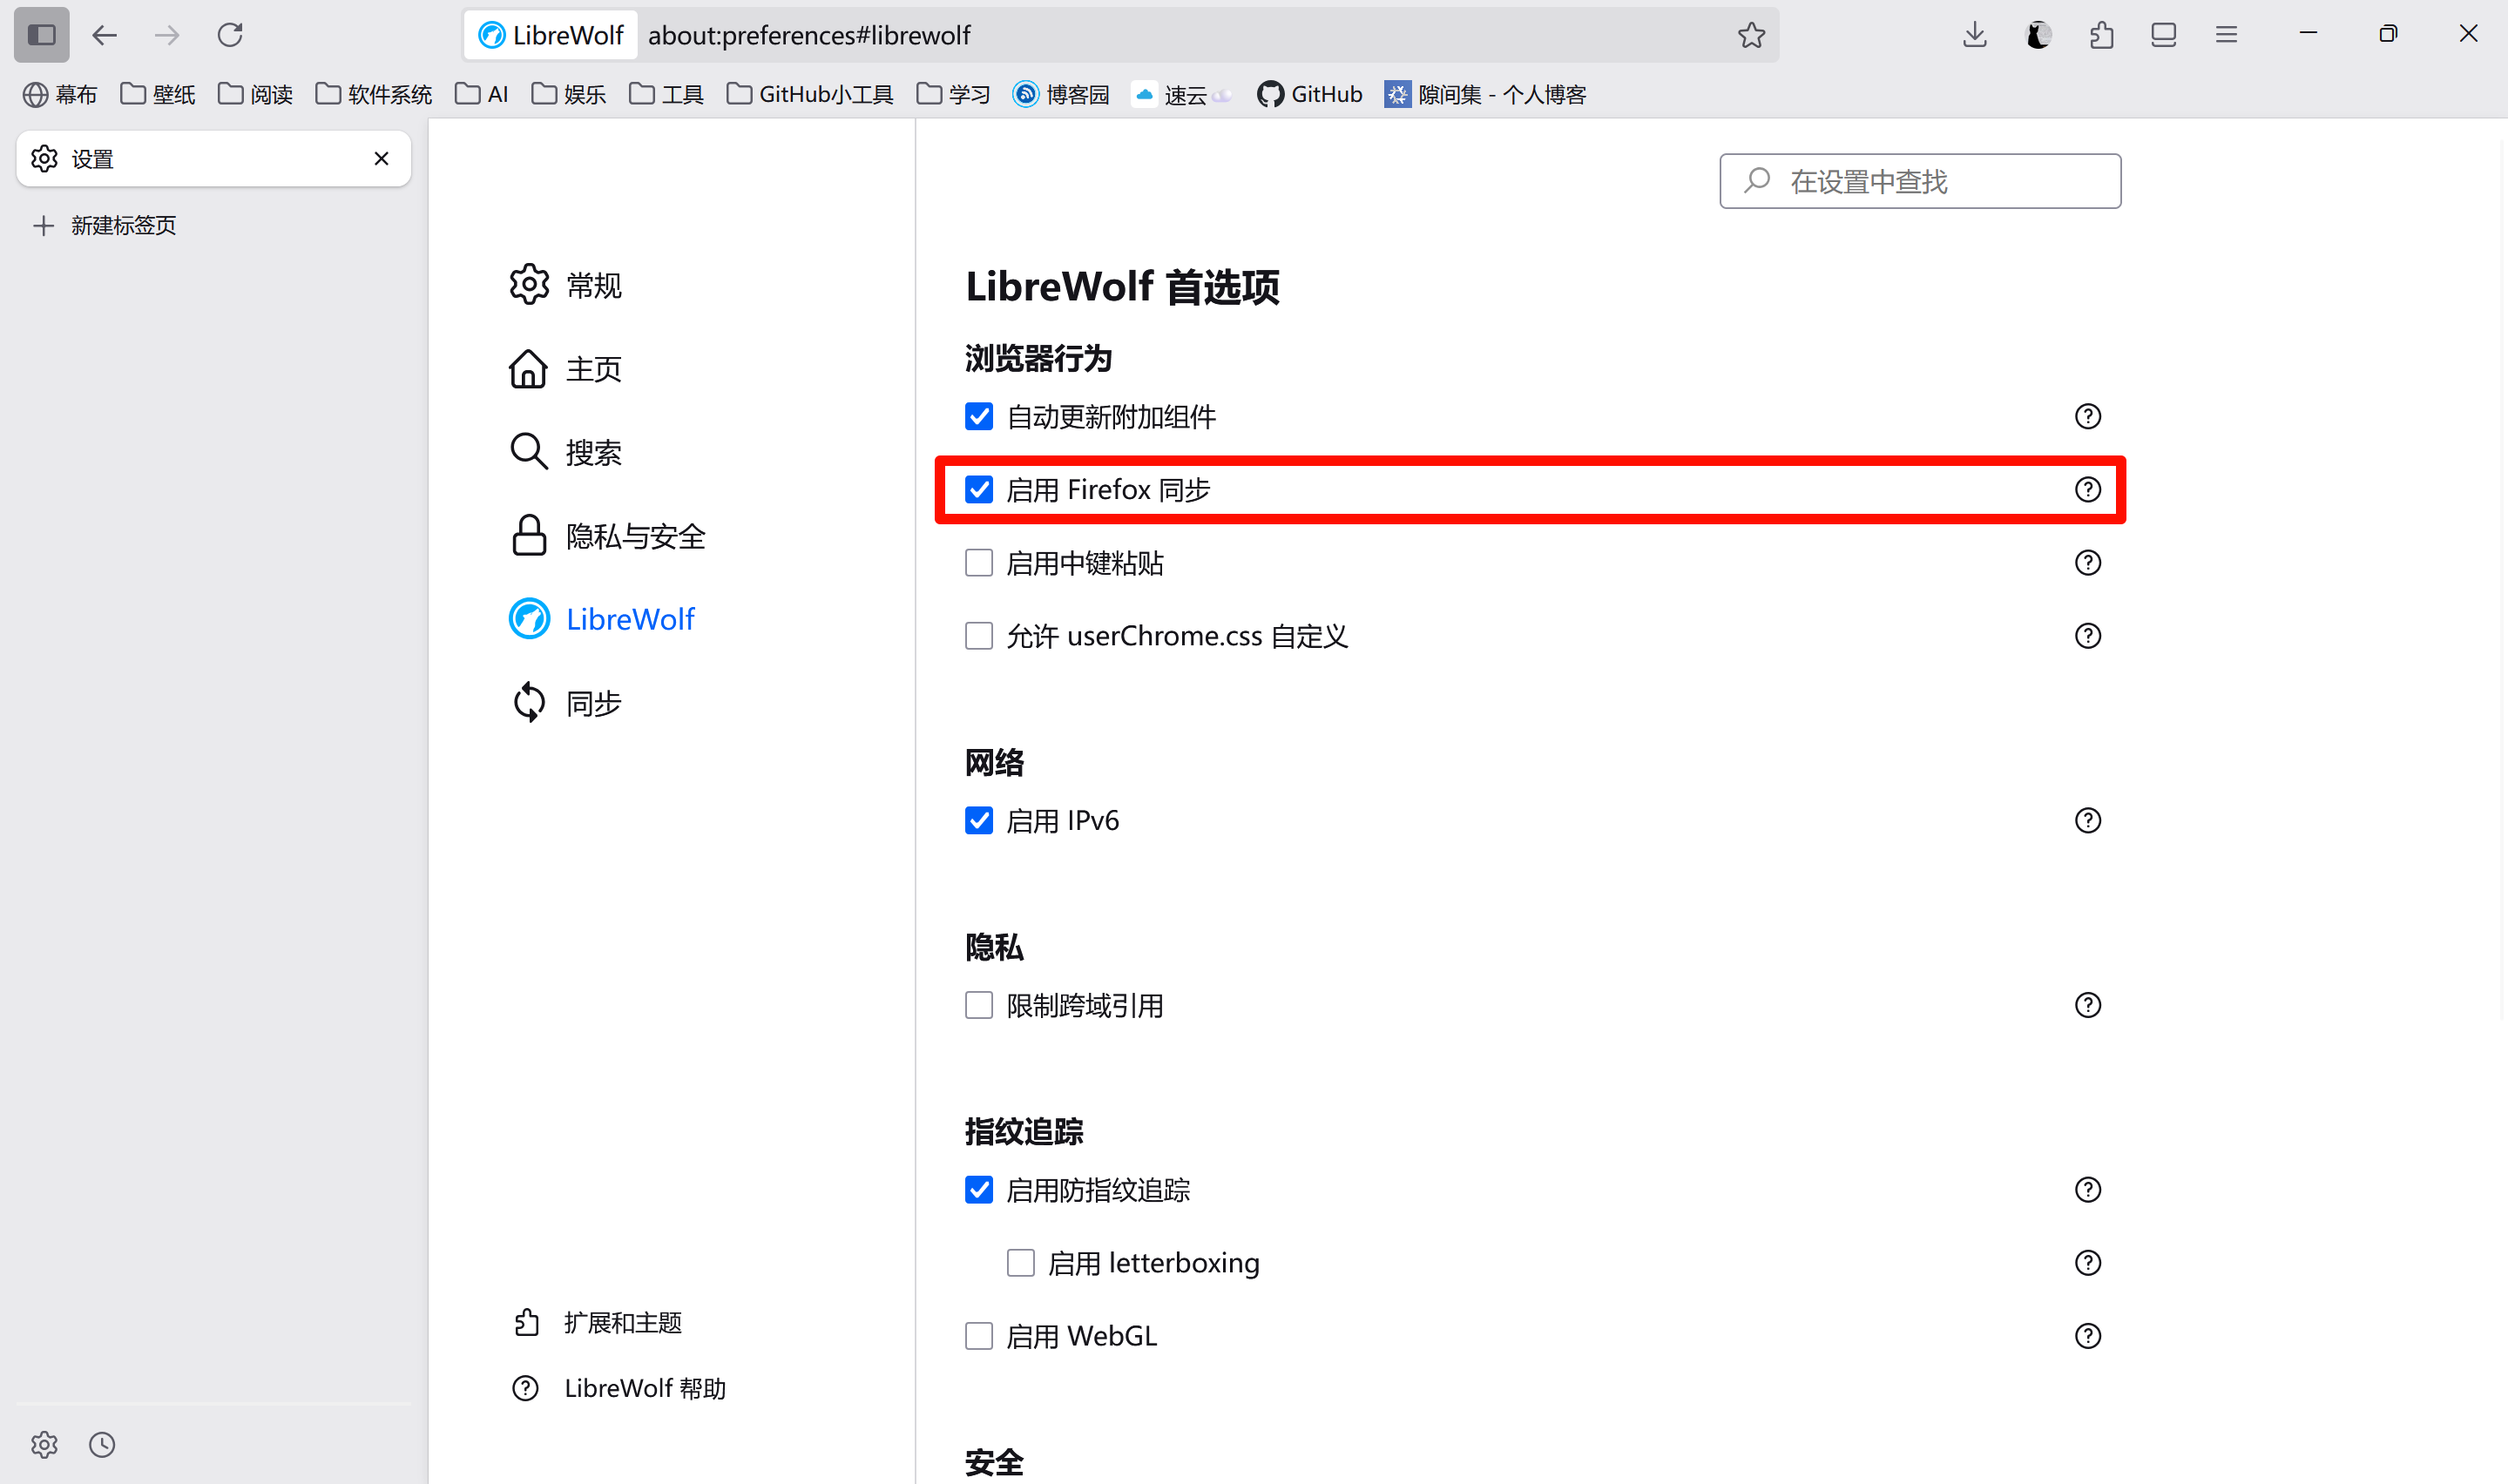 LibreWolf about:preferences#librewolf
幕布 壁纸 阅读 软件系统 AI 娱乐 工具 GitHub小工具 学习 博客园 速云 GitHub 隙间集 - 个人博客
设置
新建标签页
在设置中查找
常规
主页
搜索
隐私与安全
LibreWolf
同步
扩展和主题
LibreWolf 帮助
LibreWolf 首选项
浏览器行为
自动更新附加组件
启用 Firefox 同步
启用中键粘贴
允许 userChrome.css 自定义
网络
启用 IPv6
隐私
限制跨域引用
指纹追踪
启用防指纹追踪
启用 letterboxing
启用 WebGL
安全